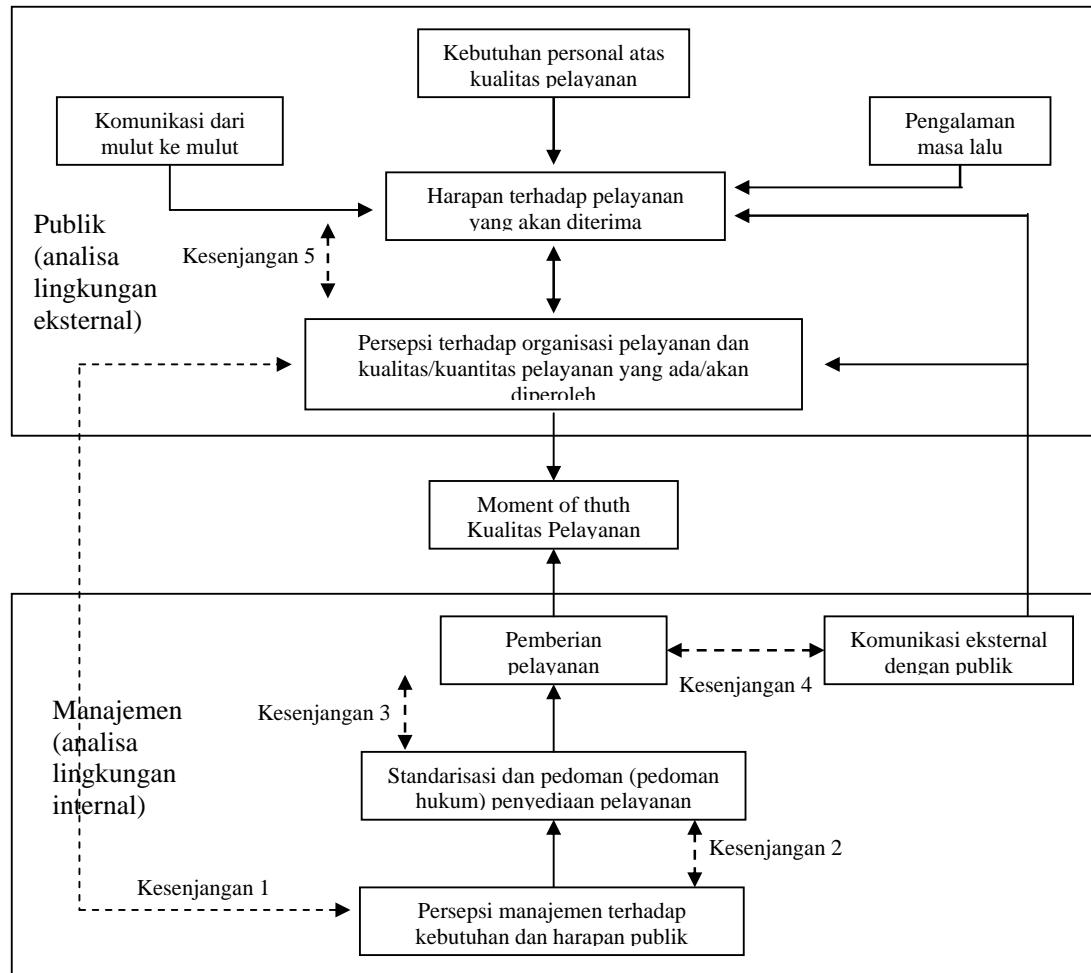 Kebutuhan personal atas
kualitas pelayanan
Komunikasi dari
mulut ke mulut
Pengalaman
masa lalu
Harapan terhadap pelayanan
yang akan diterima
Publik
(analisa
lingkungan
eksternal)
Kesenjangan 5
Persepsi terhadap organisasi pelayanan dan
kualitas/kuantitas pelayanan yang ada/akan
diperoleh
Moment of thuth
Kualitas Pelayanan
Pemberian
pelayanan
Komunikasi eksternal
dengan publik
Kesenjangan 4
Kesenjangan 3
Manajemen
(analisa
lingkungan
internal)
Standarisasi dan pedoman (pedoman
hukum) penyediaan pelayanan
Kesenjangan 2
Kesenjangan 1
Persepsi manajemen terhadap
kebutuhan dan harapan publik